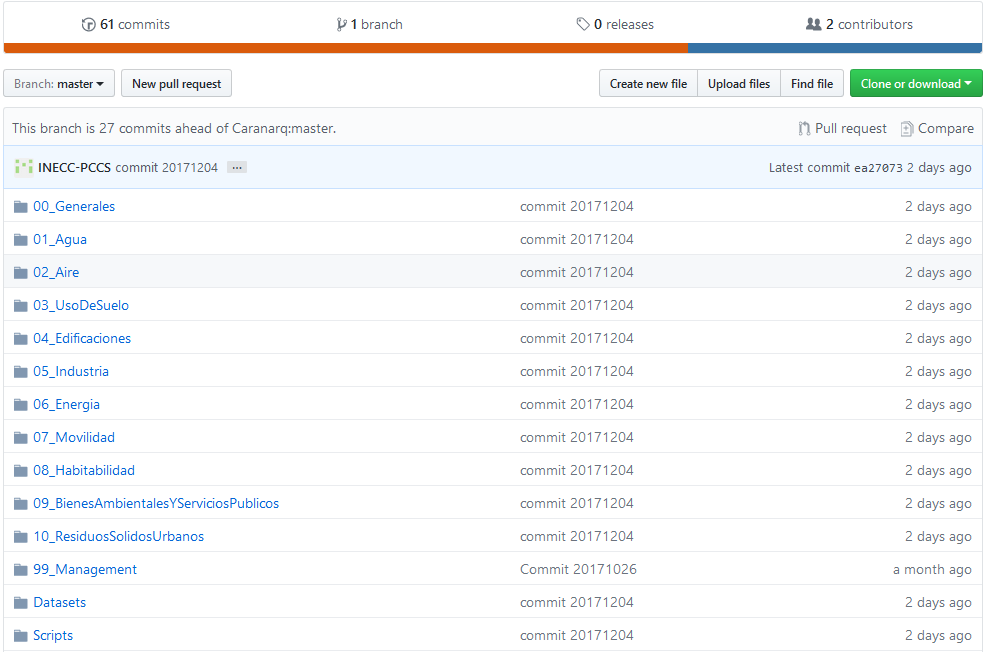 61 commits 1 branch 0 releases 2 contributors
Branch: master New pull request Create new file Upload files Find file Clone or download
This branch is 27 commits ahead of Caranarq:master. Pull request Compare
INECC-PCCS commit 20171204 ... Latest commit ea27073 2 days ago
00_Generales commit 20171204 2 days ago
01_Agua commit 20171204 2 days ago
02_Aire commit 20171204 2 days ago
03_UsoDeSuelo commit 20171204 2 days ago
04_Edificaciones commit 20171204 2 days ago
05_Industria commit 20171204 2 days ago
06_Energia commit 20171204 2 days ago
07_Movilidad commit 20171204 2 days ago
08_Habitabilidad commit 20171204 2 days ago
09_BienesAmbientalesYServiciosPublicos commit 20171204 2 days ago
10_ResiduosSolidosUrbanos commit 20171204 2 days ago
99_Management Commit 20171026 a month ago
Datasets commit 20171204 2 days ago
Scripts commit 20171204 2 days ago